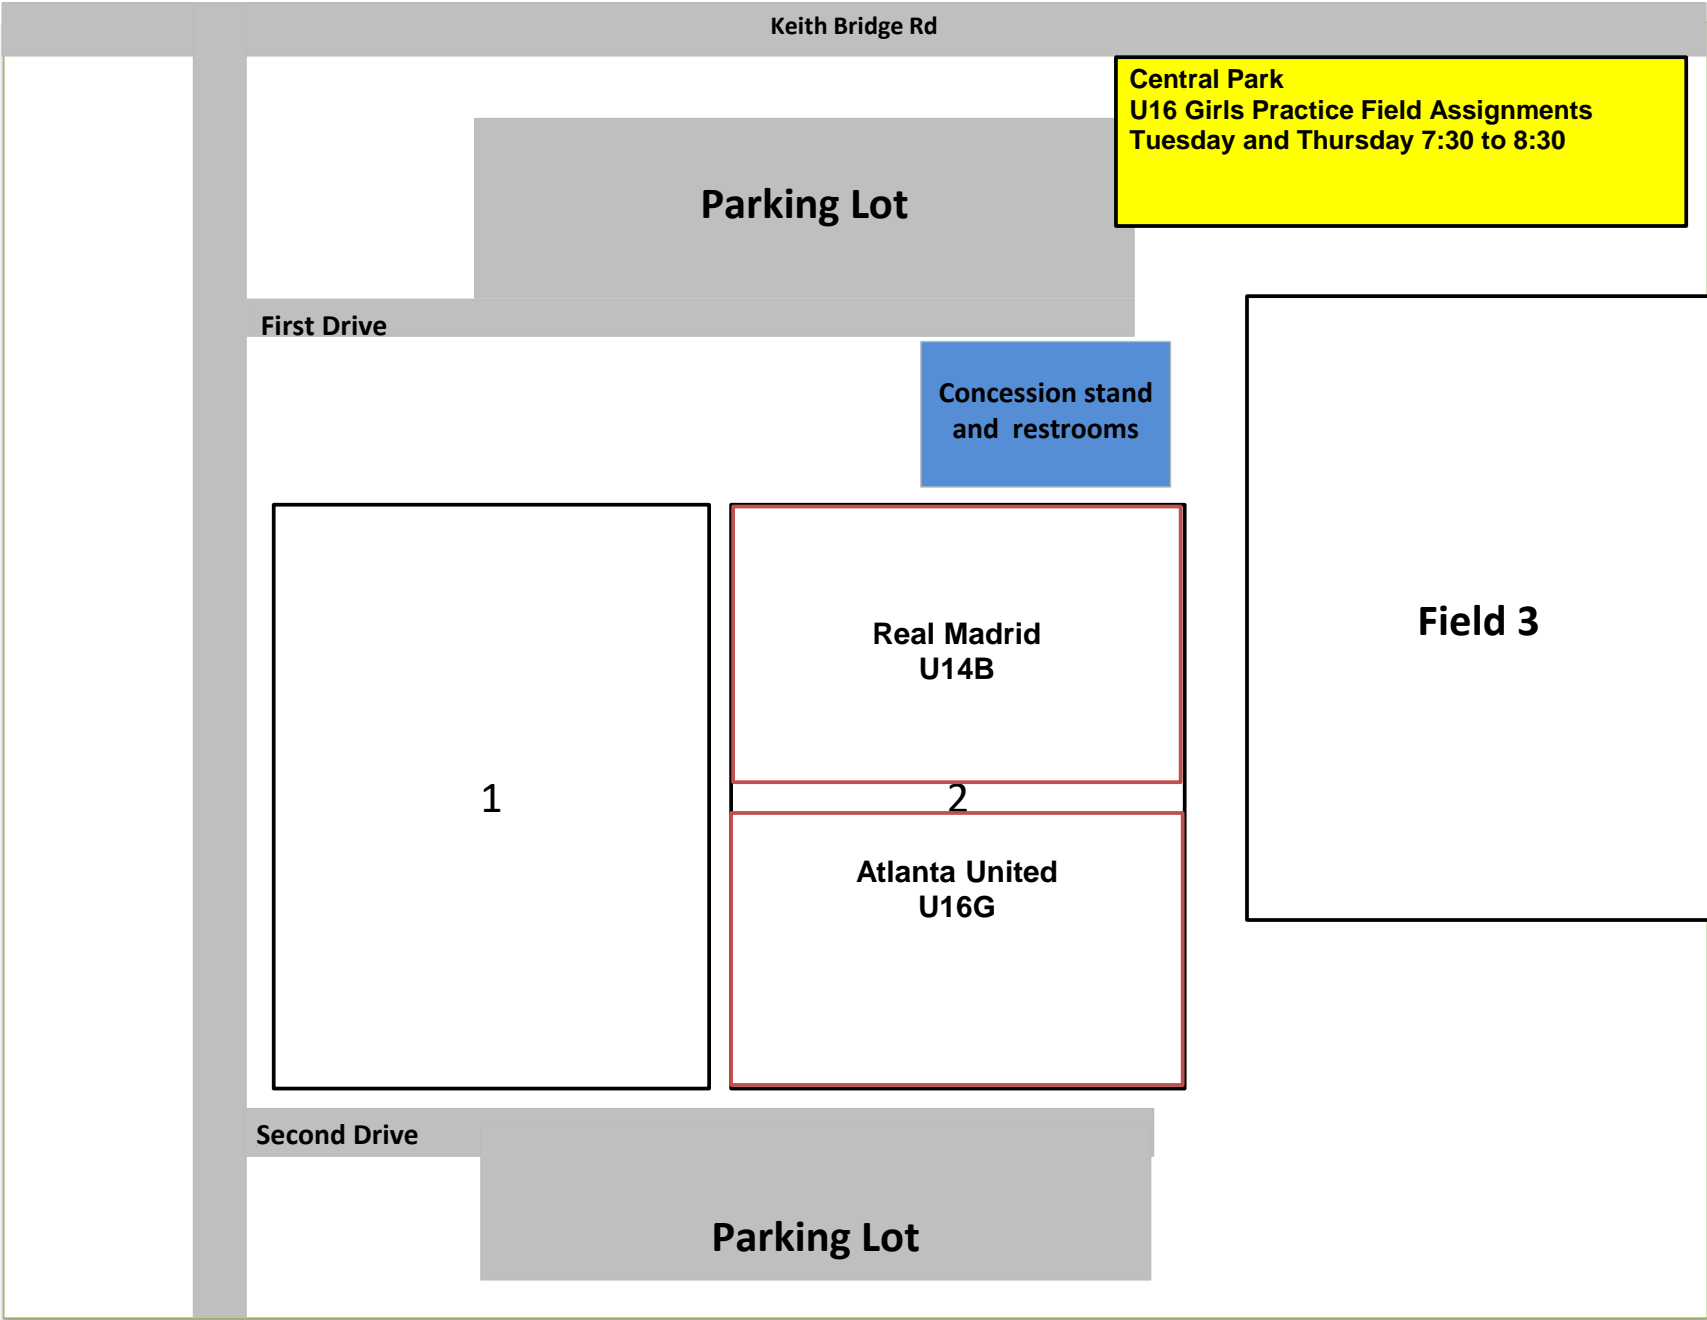 Keith Bridge Rd
Central Park
U16 Girls Practice Field Assignments
Tuesday and Thursday 7:30 to 8:30
Parking Lot
First Drive
Concession stand
and restrooms
Real Madrid
U14B
Field 3
1
2
Atlanta United
U16G
Second Drive
Parking Lot